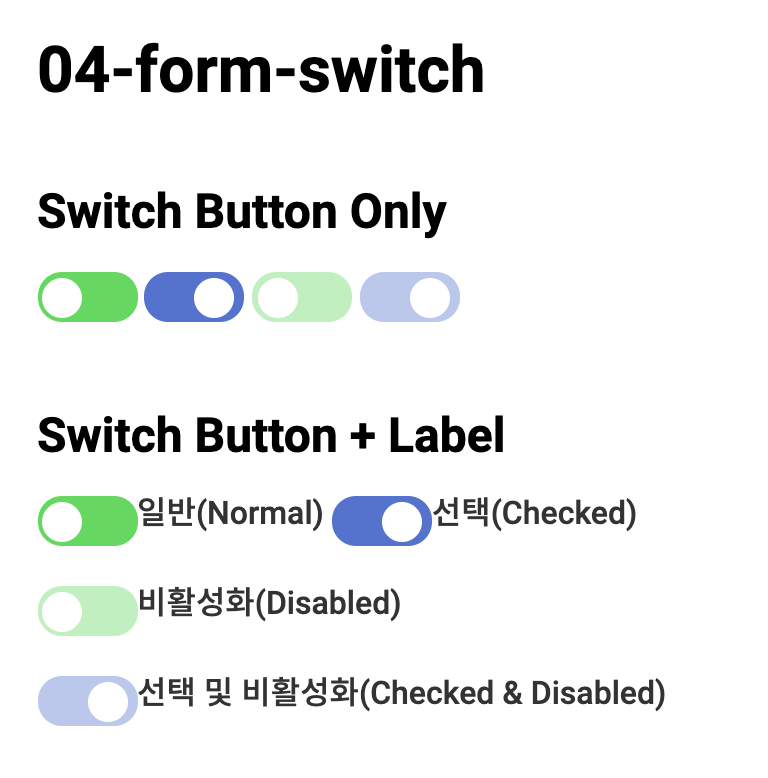 04-form-switch
Switch Button Only
Switch Button + Label
일반(Normal) 선택(Checked)
비활성화(Disabled)
선택 및 비활성화(Checked & Disabled)